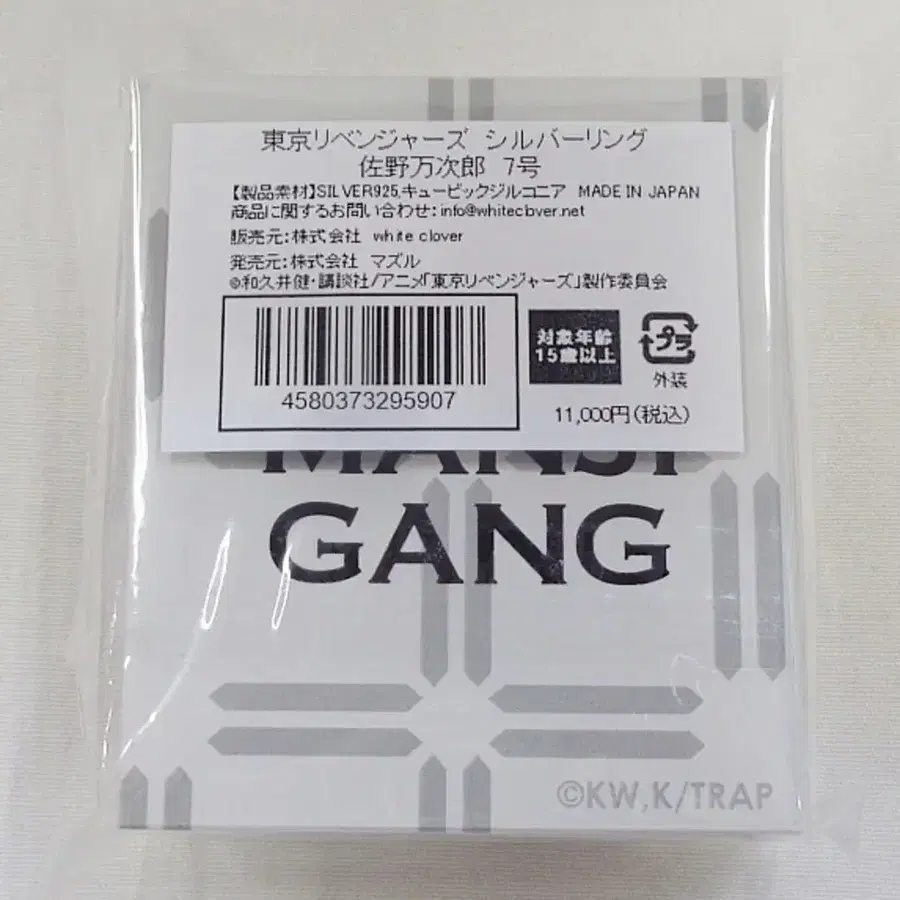 東京リベンジャーズ シルバーリング
佐野万次郎 7号
【製品素材】SILVER925,キュービックジルコニア MADE IN JAPAN
商品に関するお問い合わせ:info@whiteclover.net
販売元:株式会社 white clover
発売元:株式会社 マズル
©和久井健・講談社/アニメ「東京リベンジャーズ」製作委員会
4580373295907
対象年齢
15歳以上
プラ
外装
11,000円(税込)
MANJI
GANG
©KW,K/TRAP